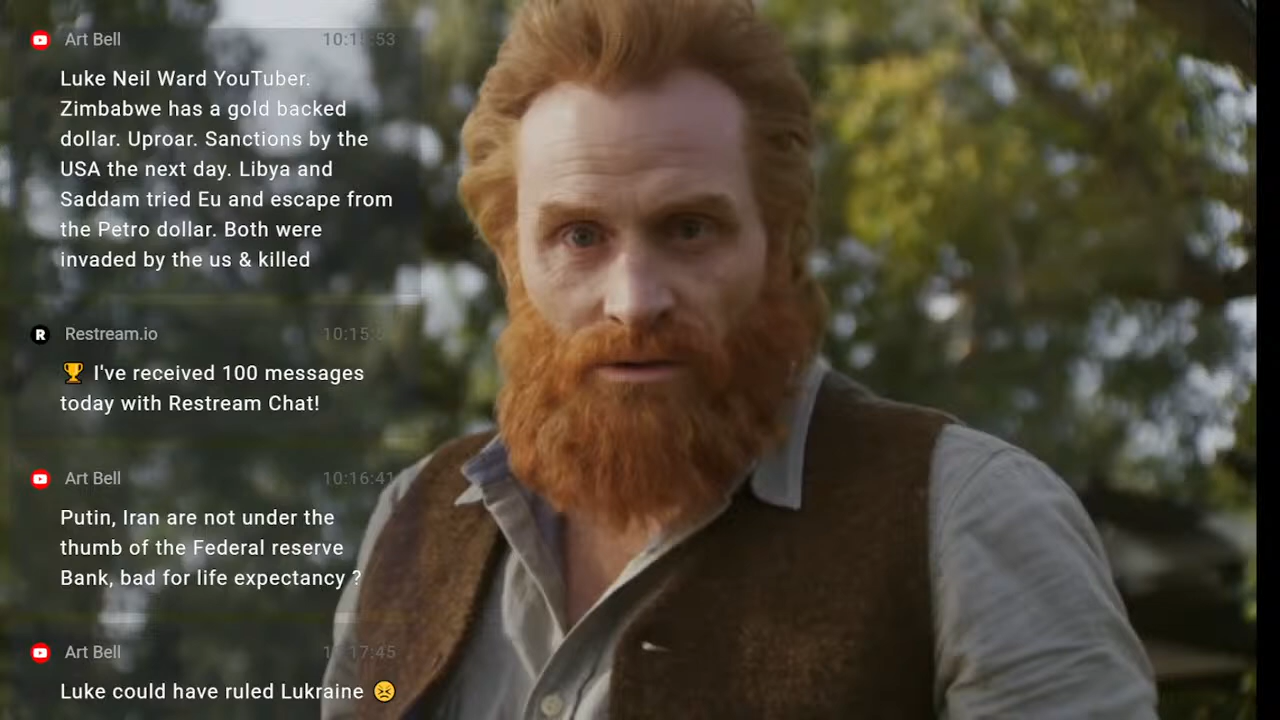 Art Bell 10:15:53
Luke Neil Ward YouTuber.
Zimbabwe has a gold backed
dollar. Uproar. Sanctions by the
USA the next day. Libya and
Saddam tried Eu and escape from
the Petro dollar. Both were
invaded by the us & killed
Restream.io 10:15:
🏆 I've received 100 messages
today with Restream Chat!
Art Bell 10:16:41
Putin, Iran are not under the
thumb of the Federal reserve
Bank, bad for life expectancy ?
Art Bell 17:45
Luke could have ruled Lukraine 😣